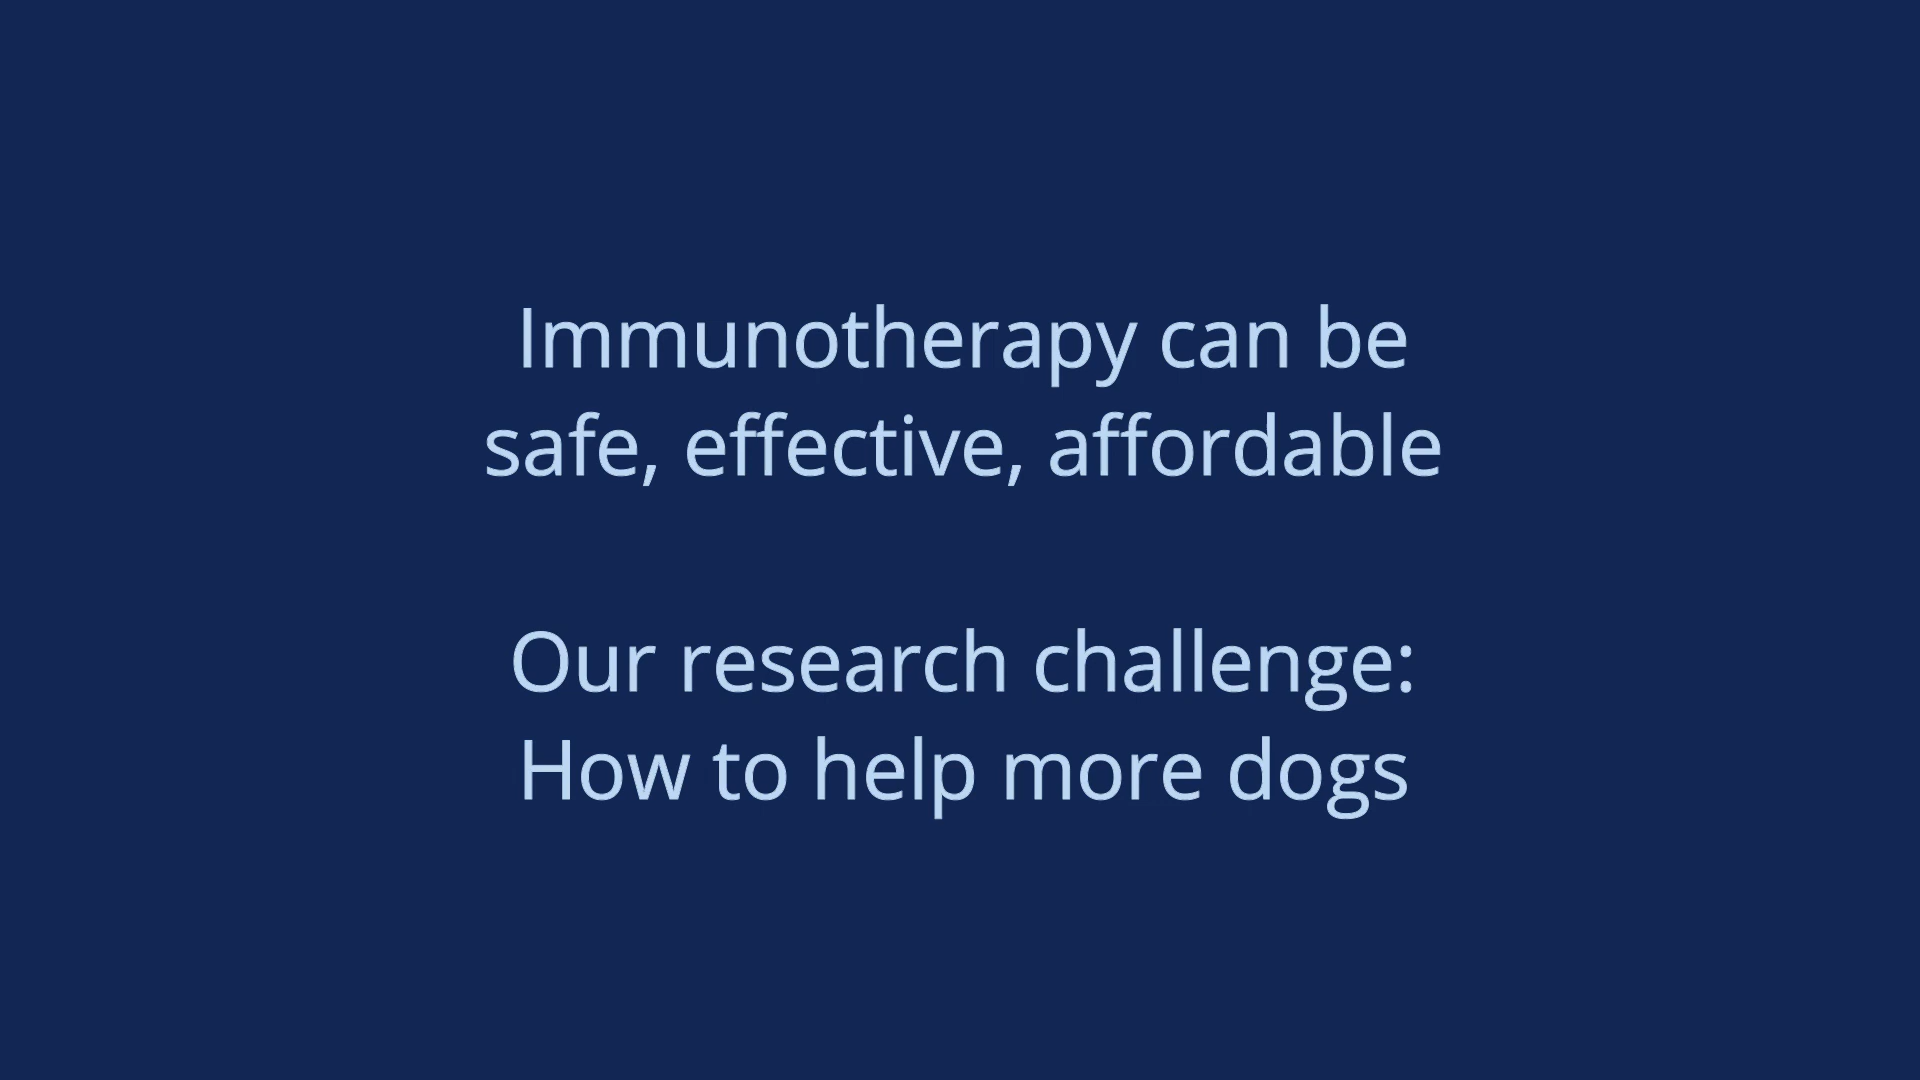 Immunotherapy can be
safe, effective, affordable
Our research challenge:
How to help more dogs